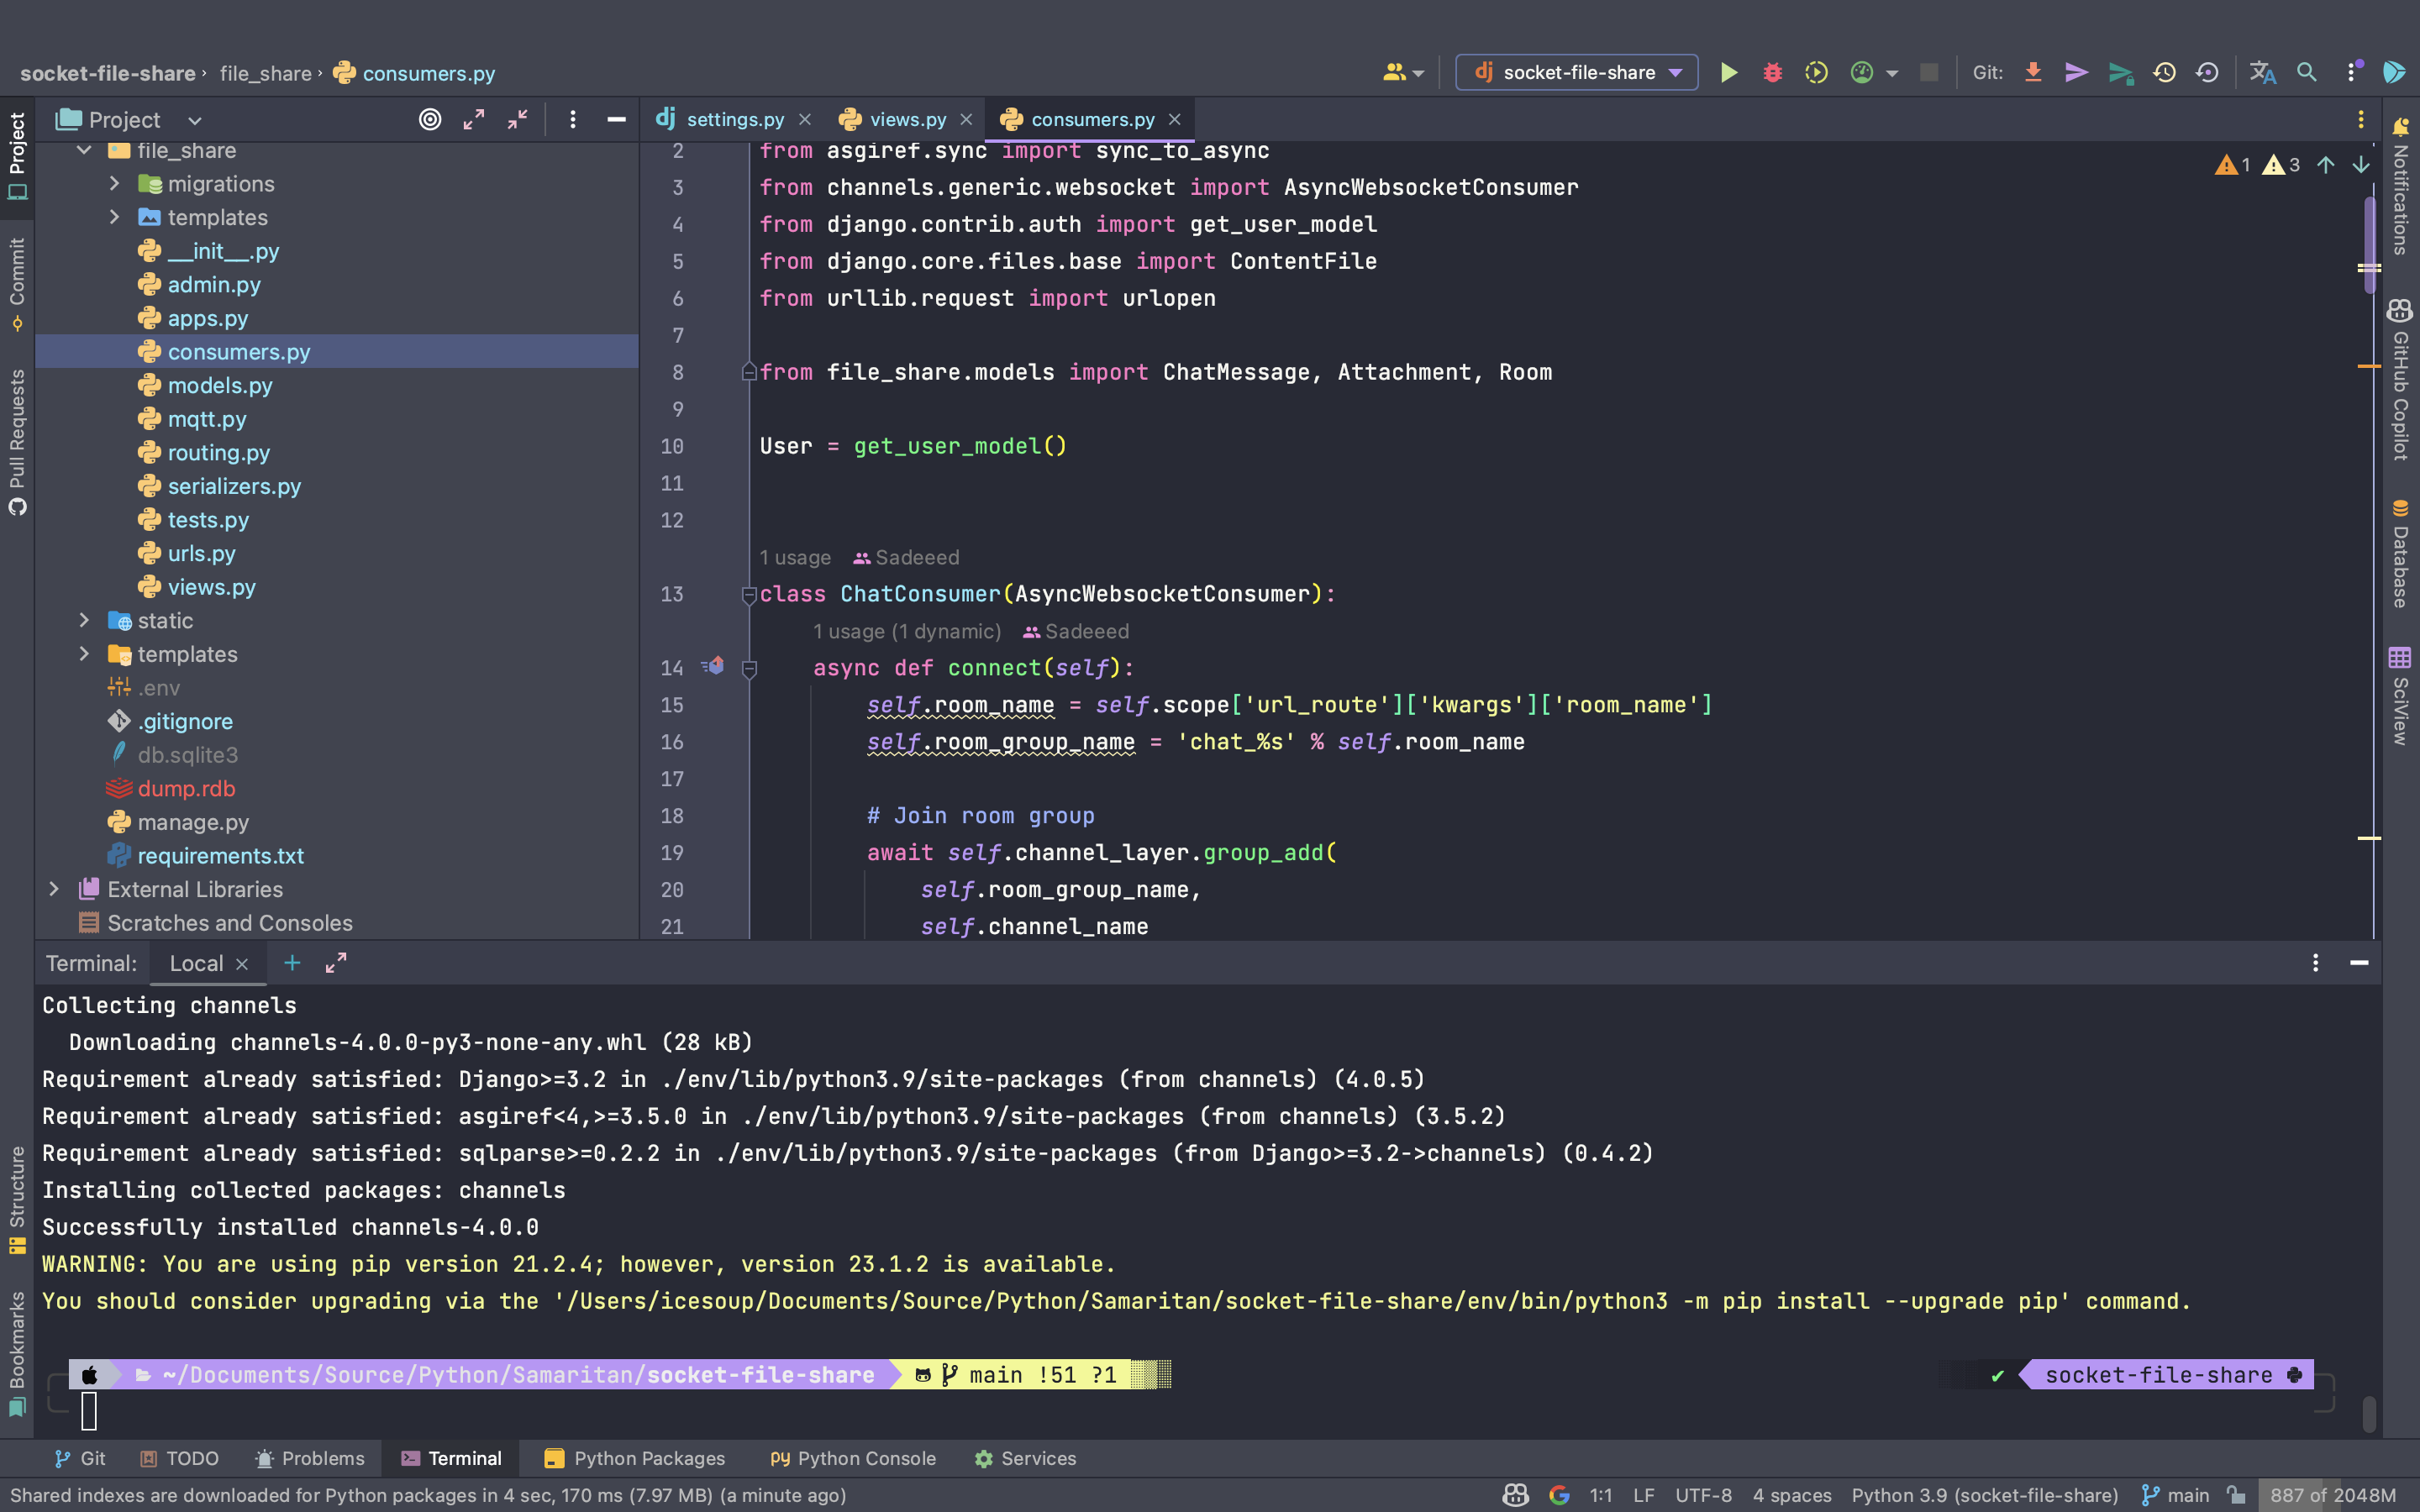 socket-file-share › file_share › consumers.py
socket-file-share
Git:
Project
settings.py
views.py
consumers.py
Project
Commit
Pull Requests
Structure
Bookmarks
file_share
migrations
templates
__init__.py
admin.py
apps.py
consumers.py
models.py
mqtt.py
routing.py
serializers.py
tests.py
urls.py
views.py
static
templates
.env
.gitignore
db.sqlite3
dump.rdb
manage.py
requirements.txt
External Libraries
Scratches and Consoles
1 3
2 from asgiref.sync import sync_to_async
3 from channels.generic.websocket import AsyncWebsocketConsumer
4 from django.contrib.auth import get_user_model
5 from django.core.files.base import ContentFile
6 from urllib.request import urlopen
7
8 from file_share.models import ChatMessage, Attachment, Room
9
10 User = get_user_model()
11
12
1 usage Sadeeed
13 class ChatConsumer(AsyncWebsocketConsumer):
1 usage (1 dynamic) Sadeeed
14 async def connect(self):
15 self.room_name = self.scope['url_route']['kwargs']['room_name']
16 self.room_group_name = 'chat_%s' % self.room_name
17
18 # Join room group
19 await self.channel_layer.group_add(
20 self.room_group_name,
21 self.channel_name
Notifications
GitHub Copilot
Database
SciView
Terminal: Local
Collecting channels
Downloading channels-4.0.0-py3-none-any.whl (28 kB)
Requirement already satisfied: Django>=3.2 in ./env/lib/python3.9/site-packages (from channels) (4.0.5)
Requirement already satisfied: asgiref<4,>=3.5.0 in ./env/lib/python3.9/site-packages (from channels) (3.5.2)
Requirement already satisfied: sqlparse>=0.2.2 in ./env/lib/python3.9/site-packages (from Django>=3.2->channels) (0.4.2)
Installing collected packages: channels
Successfully installed channels-4.0.0
WARNING: You are using pip version 21.2.4; however, version 23.1.2 is available.
You should consider upgrading via the '/Users/icesoup/Documents/Source/Python/Samaritan/socket-file-share/env/bin/python3 -m pip install --upgrade pip' command.
~/Documents/Source/Python/Samaritan/socket-file-share main !51 ?1 ✔ socket-file-share
Git TODO Problems Terminal Python Packages Python Console Services
Shared indexes are downloaded for Python packages in 4 sec, 170 ms (7.97 MB) (a minute ago) 1:1 LF UTF-8 4 spaces Python 3.9 (socket-file-share) main 887 of 2048M